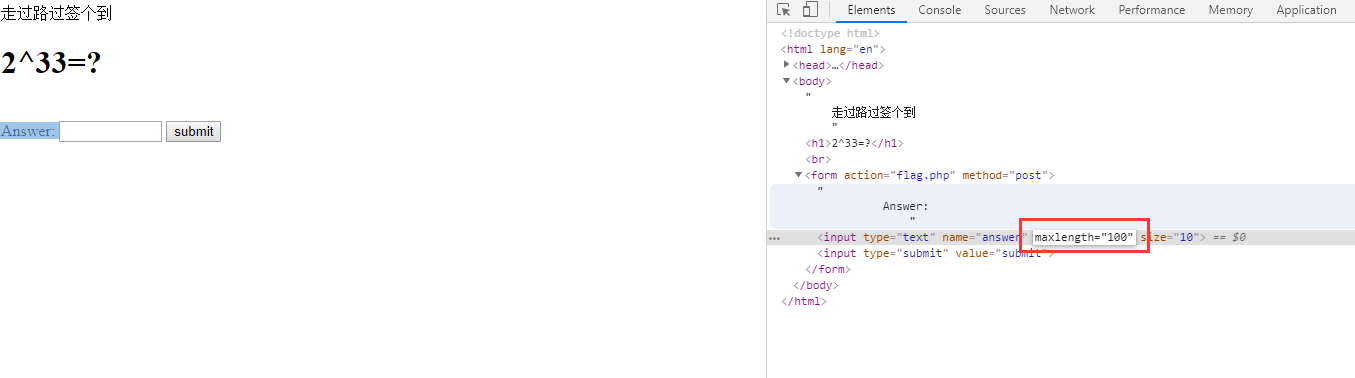 走过路过签个到
2^33=?
Answer:
submit
Elements Console Sources Network Performance Memory Application
<!doctype html>
<html lang="en">
<head>…</head>
<body>
"
走过路过签个到
"
<h1>2^33=?</h1>
<br>
<form action="flag.php" method="post">
"
Answer:
"
<input type="text" name="answer" maxlength="100" size="10"> == $0
<input type="submit" value="submit">
</form>
</body>
</html>